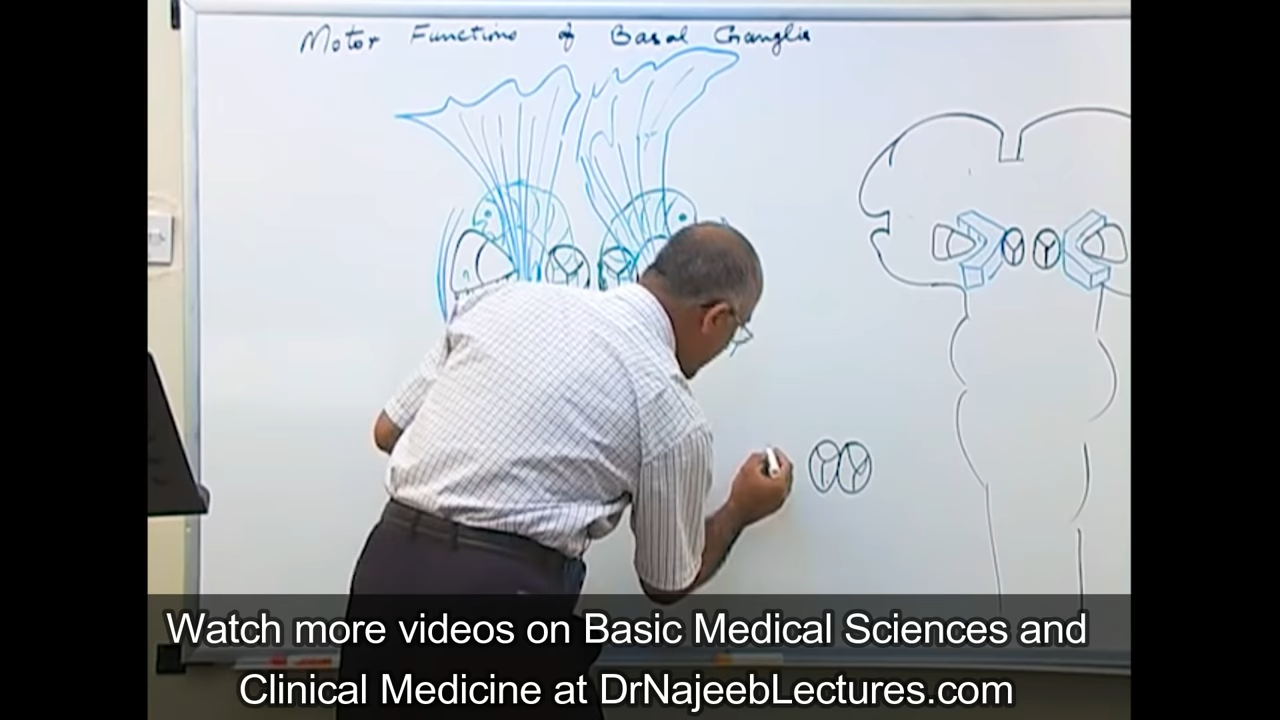 Motor Functions of Basal Ganglia
Watch more videos on Basic Medical Sciences and
Clinical Medicine at DrNajeebLectures.com